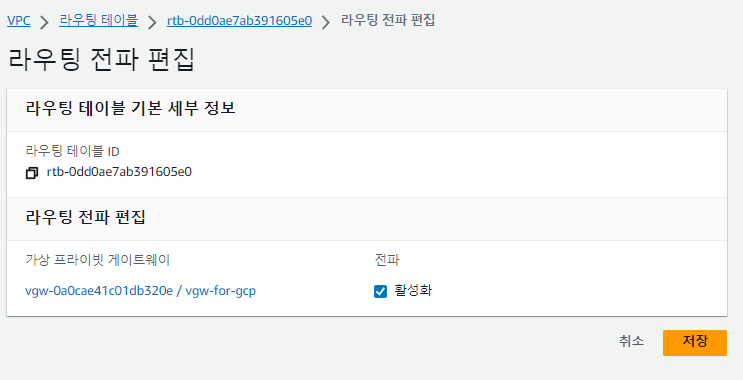 VPC > 라우팅 테이블 > rtb-0dd0ae7ab391605e0 > 라우팅 전파 편집
라우팅 전파 편집
라우팅 테이블 기본 세부 정보
라우팅 테이블 ID
rtb-0dd0ae7ab391605e0
라우팅 전파 편집
가상 프라이빗 게이트웨이 전파
vgw-0a0cae41c01db320e / vgw-for-gcp 활성화
취소 저장